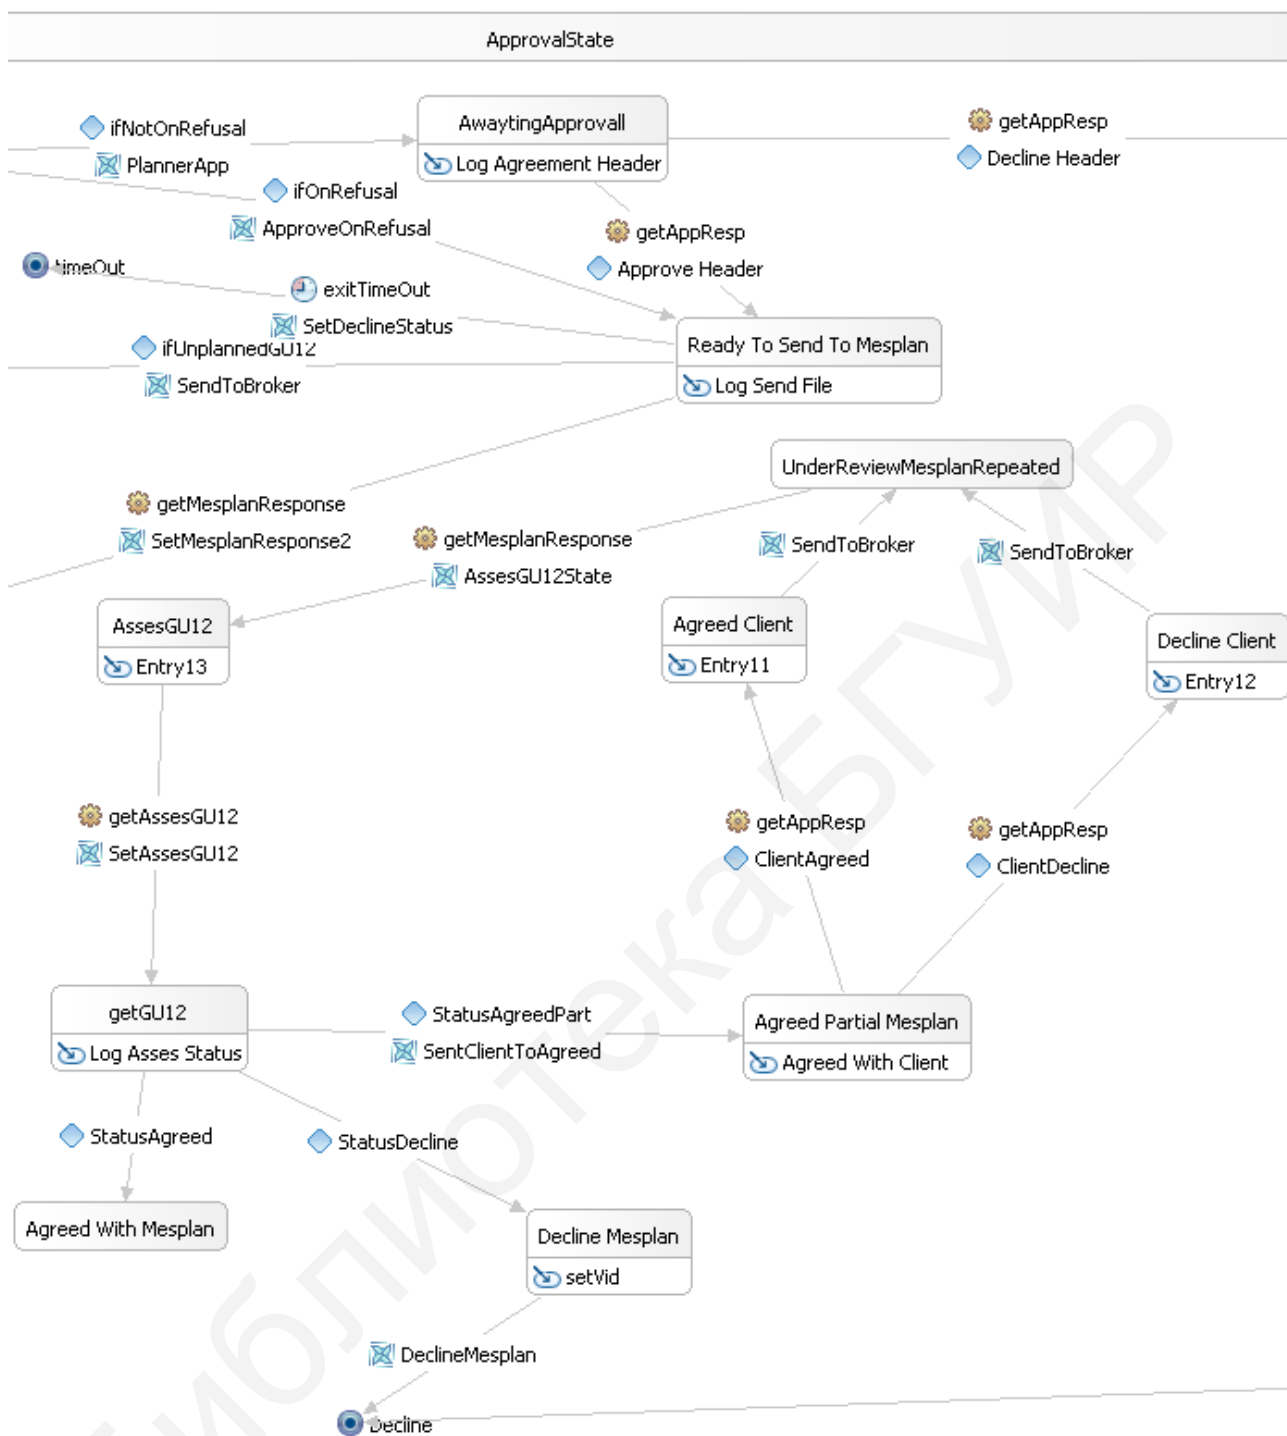 ApprovalState
ifNotOnRefusal
PlannerApp
AwaytingApprovall
Log Agreement Header
getAppResp
Decline Header
ifOnRefusal
ApproveOnRefusal
getAppResp
Approve Header
timeOut
exitTimeOut
SetDeclineStatus
ifUnplannedGU12
SendToBroker
Ready To Send To Mesplan
Log Send File
UnderReviewMesplanRepeated
getMesplanResponse
SetMesplanResponse2
getMesplanResponse
AssesGU12State
SendToBroker
SendToBroker
AssesGU12
Entry13
Agreed Client
Entry11
Decline Client
Entry12
getAssesGU12
SetAssesGU12
getAppResp
ClientAgreed
getAppResp
ClientDecline
getGU12
Log Asses Status
StatusAgreedPart
SentClientToAgreed
Agreed Partial Mesplan
Agreed With Client
StatusAgreed
StatusDecline
Agreed With Mesplan
Decline Mesplan
setVid
DeclineMesplan
Decline
Библиотека БГУИР